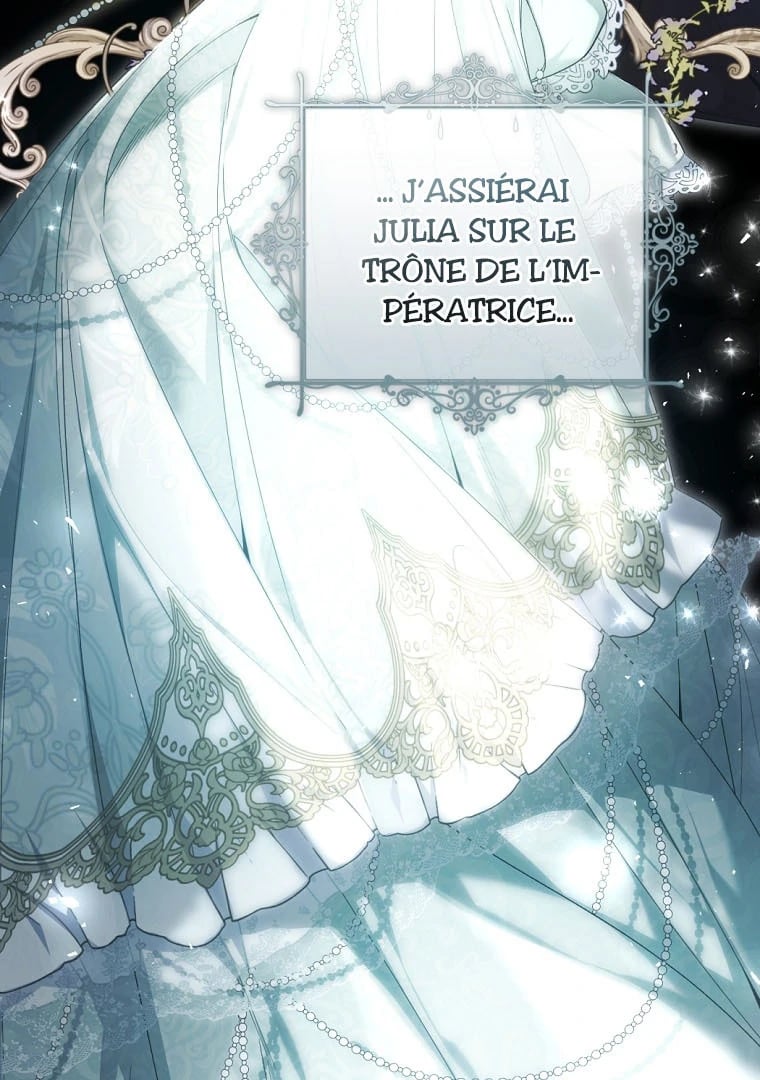 ... J'ASSIÉRAI
JULIA SUR LE
TRÔNE DE L'IM-
PÉRATRICE...